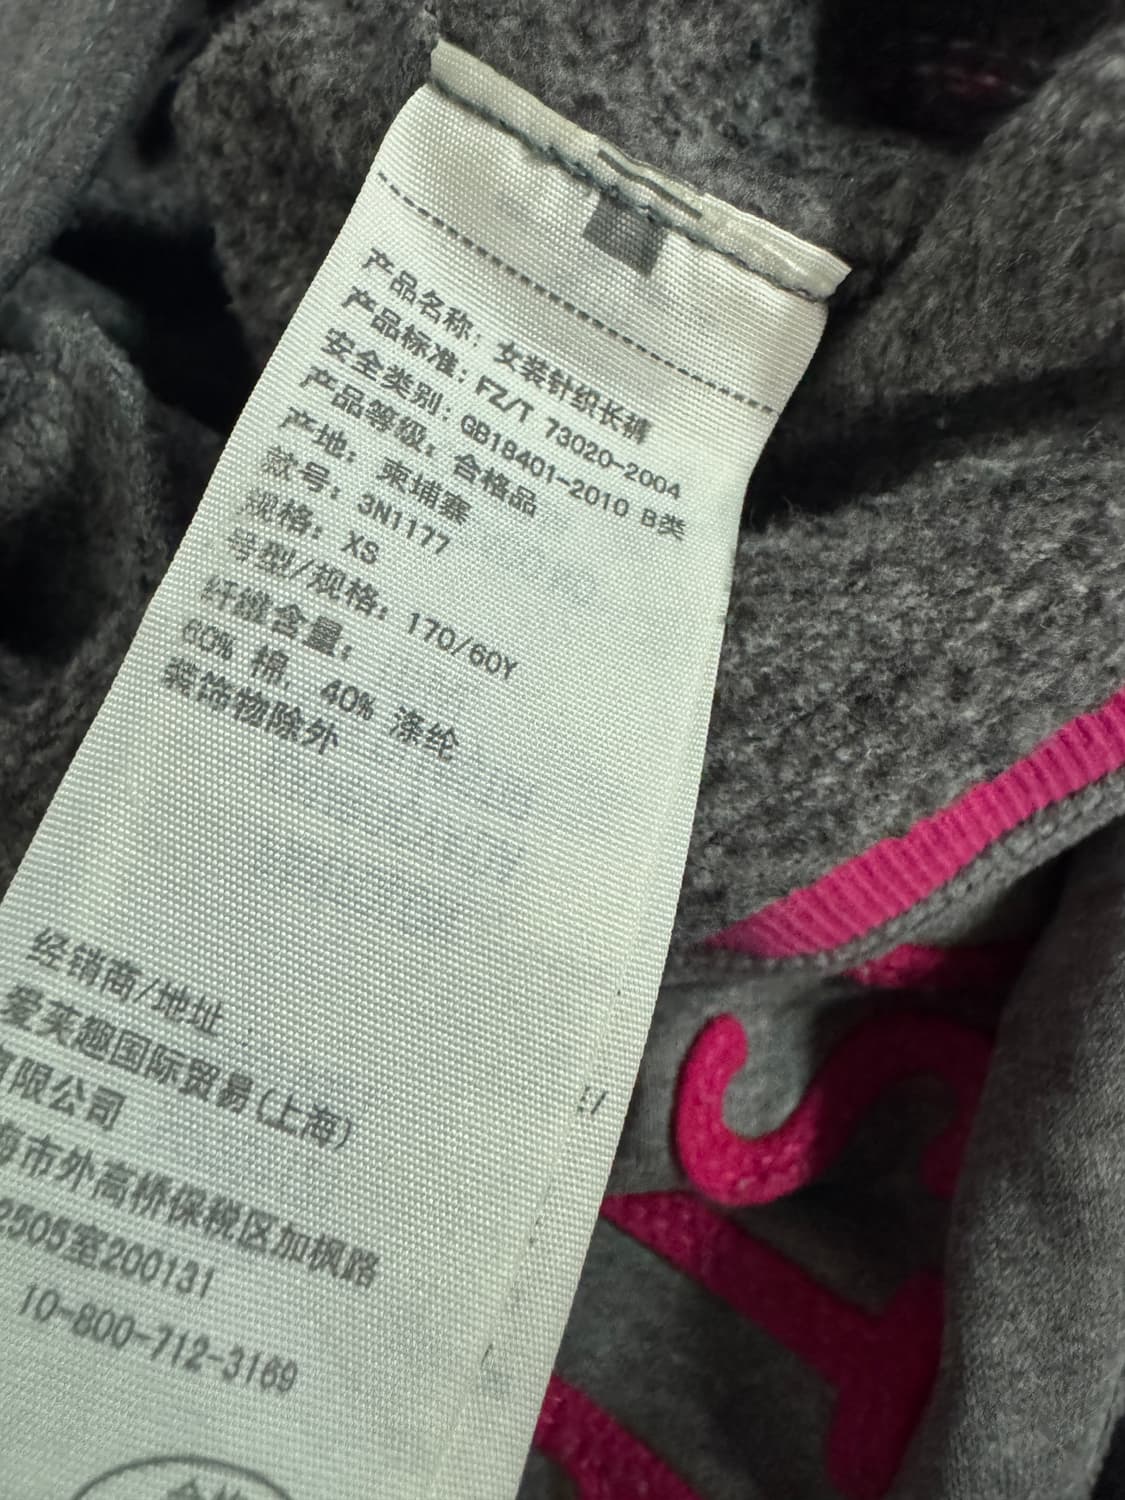 产品名称: 女装针织长裤
产品标准: FZ/T 73020-2004
安全类别: GB18401-2010 B类
产品等级: 合格品
产地: 柬埔寨
款号: 3N1177
规格: XS
号型/规格: 170/60Y
纤维含量:
60% 棉, 40% 涤纶
装饰物除外
经销商/地址
爱芙趣国际贸易(上海)
有限公司
海市外高桥保税区加枫路
2505室200131
10-800-712-3169